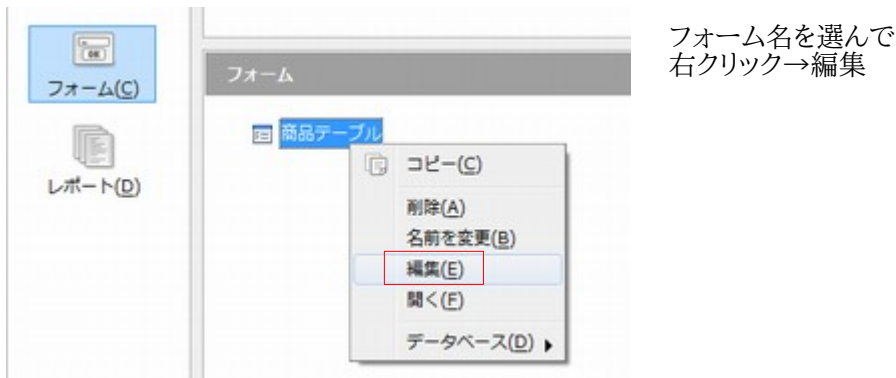 フォーム名を選んで
右クリック→編集
OK
フォーム(C)
フォーム
商品テーブル
レポート(D)
コピー(C)
削除(A)
名前を変更(B)
編集(E)
開く(F)
データベース(D)